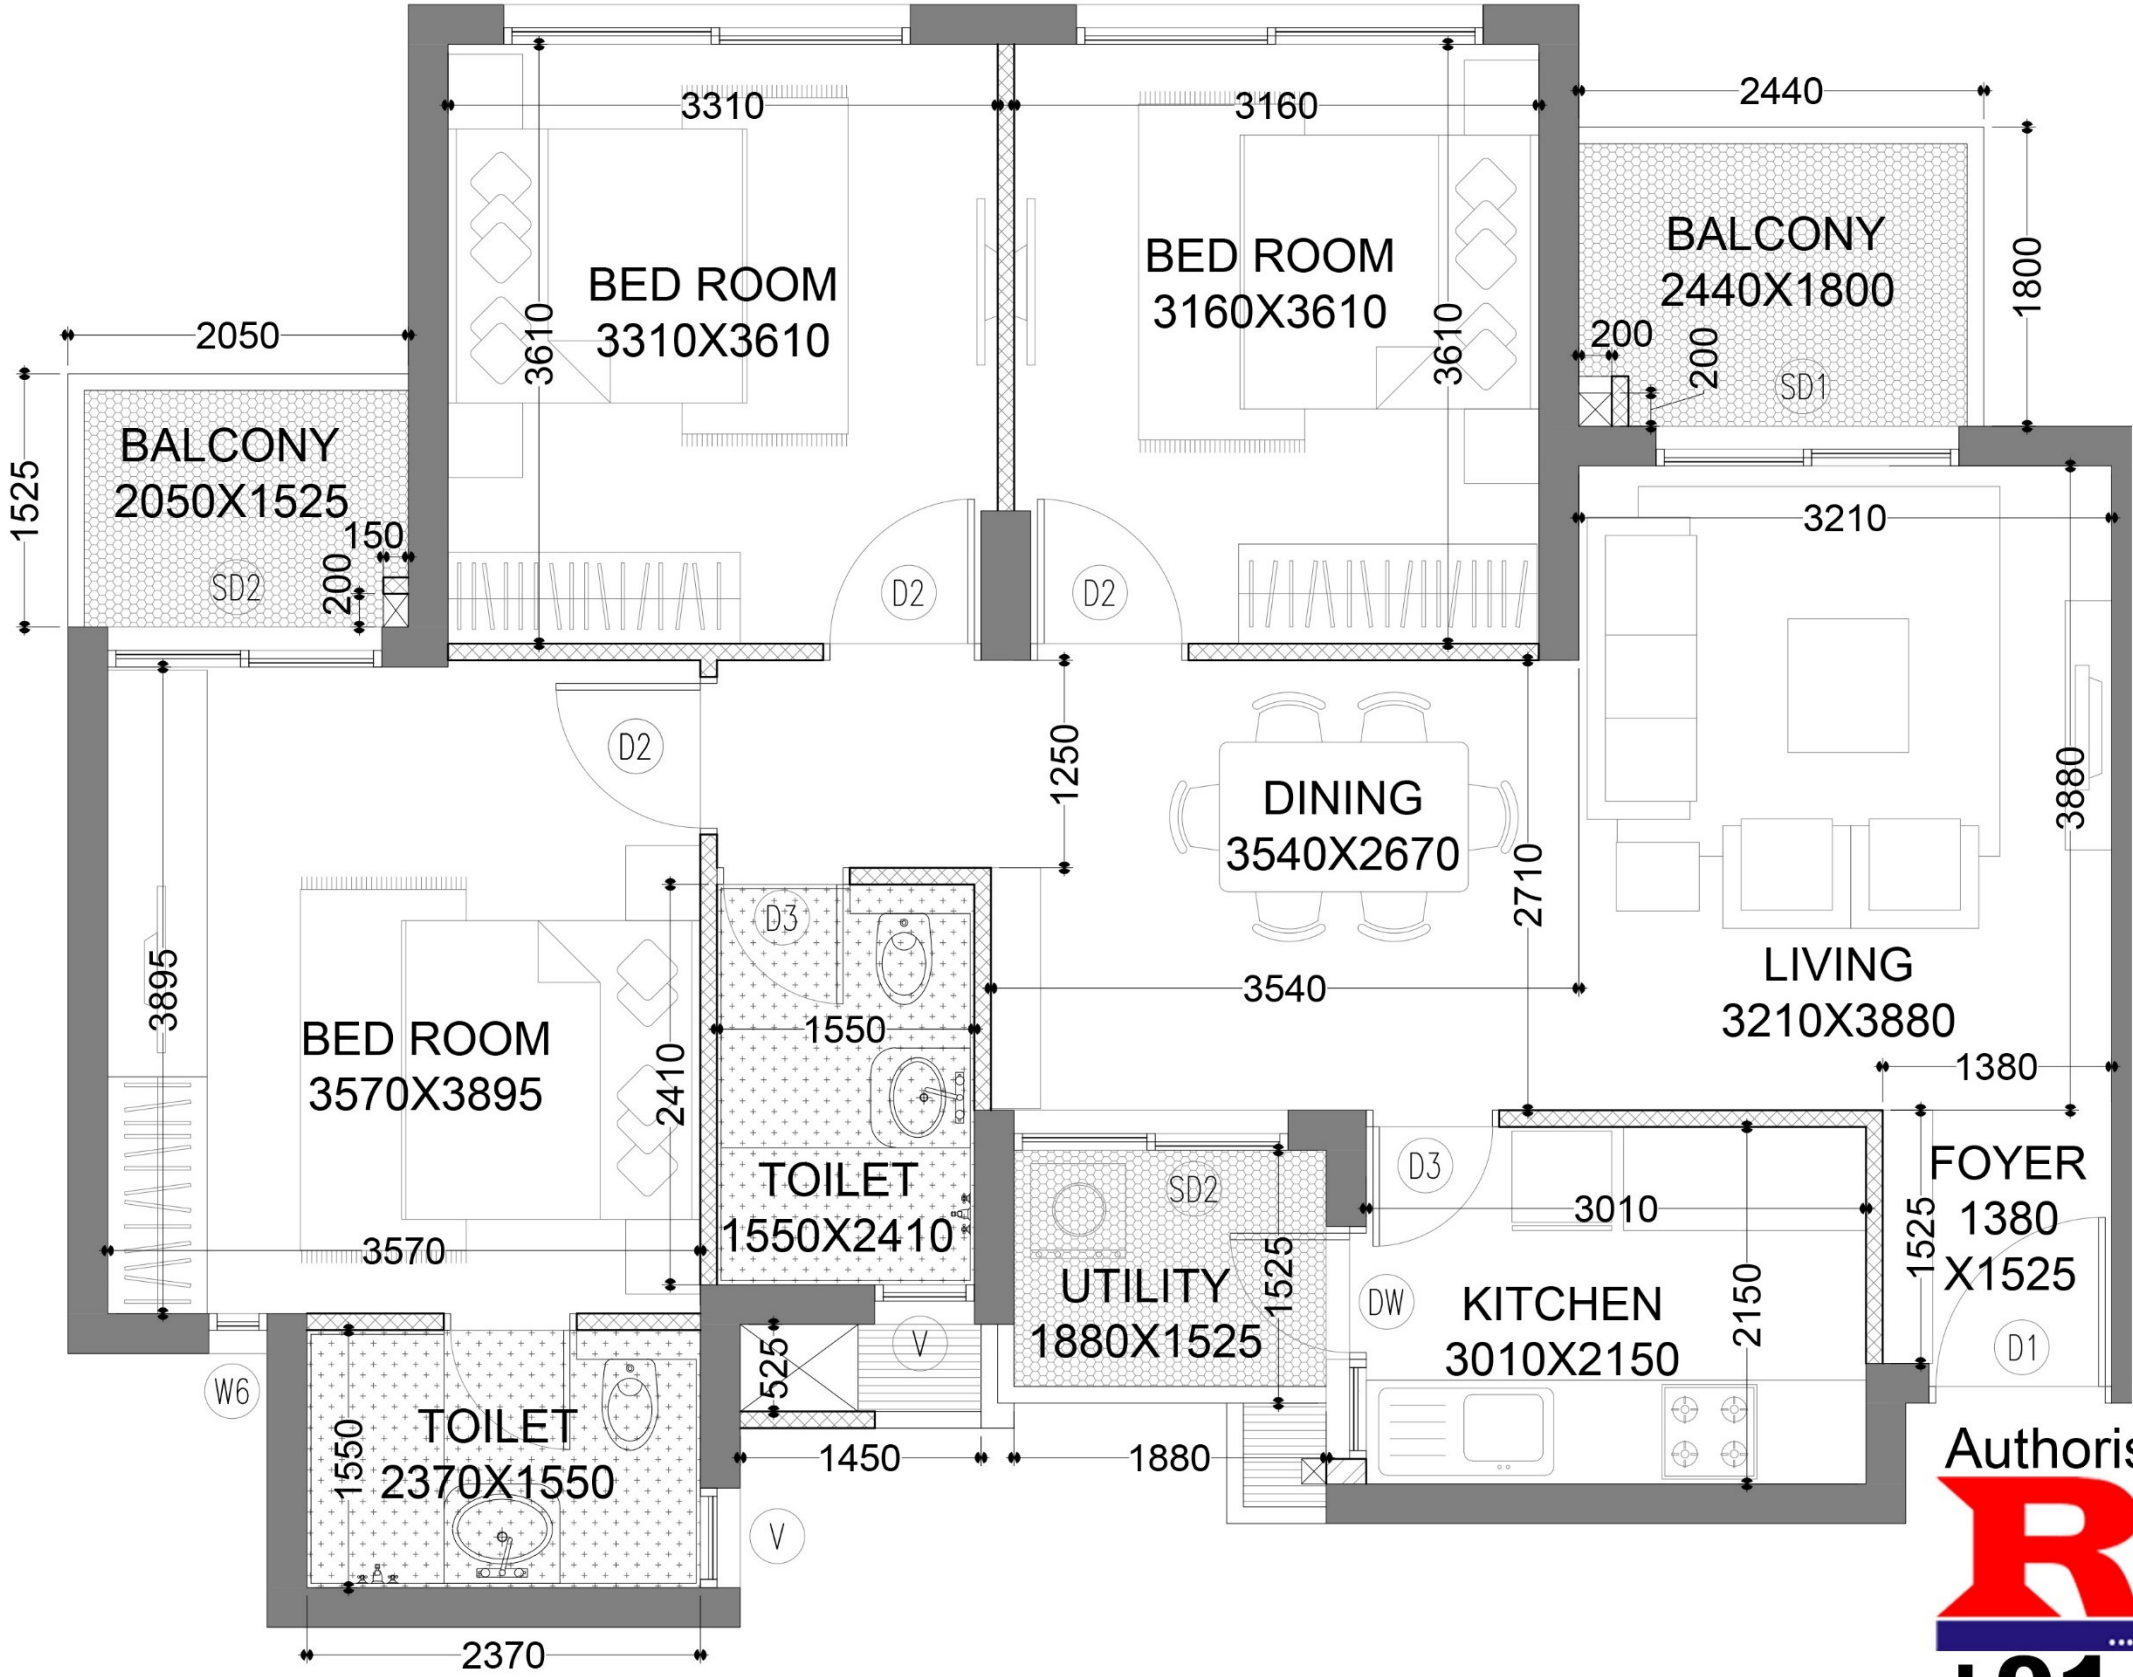 3310
3160
2440
BED ROOM
3310X3610
3610
BED ROOM
3160X3610
3610
BALCONY
2440X1800
1800
200
200
SD1
2050
BALCONY
2050X1525
1525
150
200
SD2
D2
D2
3210
D2
1250
DINING
3540X2670
2710
3880
D3
3540
LIVING
3210X3880
3895
BED ROOM
3570X3895
1550
2410
1380
TOILET
1550X2410
SD2
D3
3010
FOYER
1380
X1525
1525
3570
UTILITY
1880X1525
1525
DW
KITCHEN
3010X2150
2150
D1
V
525
W6
TOILET
2370X1550
1550
1450
1880
V
2370
Authoris
R